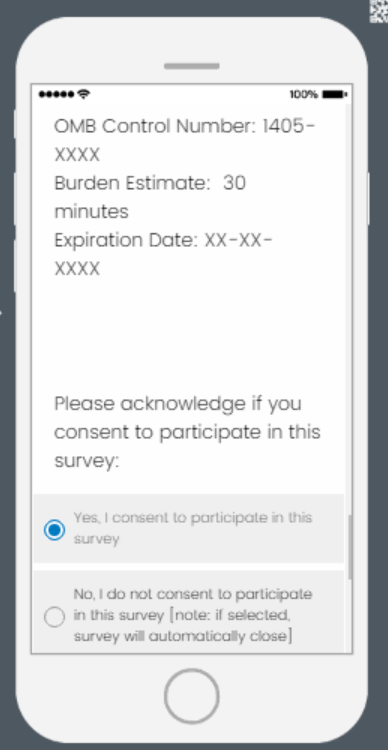 100%
OMB Control Number: 1405-
XXXX
Burden Estimate:  30
minutes
Expiration Date: XX-XX-
XXXX
Please acknowledge if you
consent to participate in this
survey:
Yes, I consent to participate in this
survey
No, I do not consent to participate
in this survey [note: if selected,
survey will automatically close]